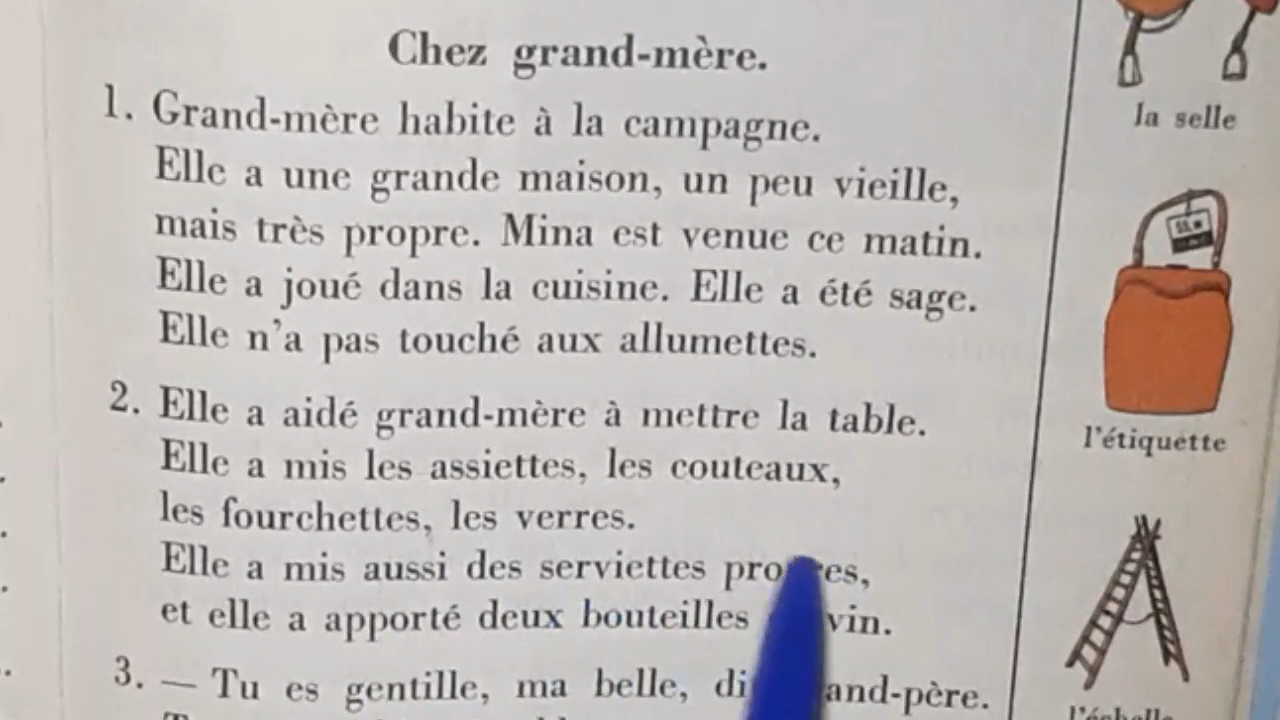 Chez grand-mère.
1. Grand-mère habite à la campagne.
Elle a une grande maison, un peu vieille,
mais très propre. Mina est venue ce matin.
Elle a joué dans la cuisine. Elle a été sage.
Elle n'a pas touché aux allumettes.
2. Elle a aidé grand-mère à mettre la table.
Elle a mis les assiettes, les couteaux,
les fourchettes, les verres.
Elle a mis aussi des serviettes
et elle a apporté deux bouteilles vin.
3. — Tu es gentille, ma belle,
la selle
l'étiquette
l'échelle